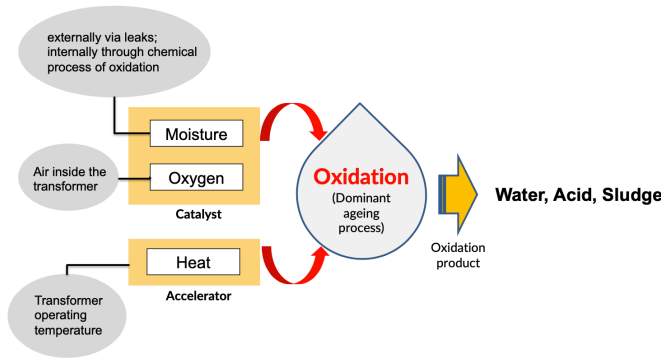 externally via leaks;
internally through chemical
process of oxidation
Moisture
Oxygen
Catalyst
Air inside the
transformer
Heat
Accelerator
Transformer
operating
temperature
Oxidation
(Dominant
ageing
process)
Oxidation
product
Water, Acid, Sludge